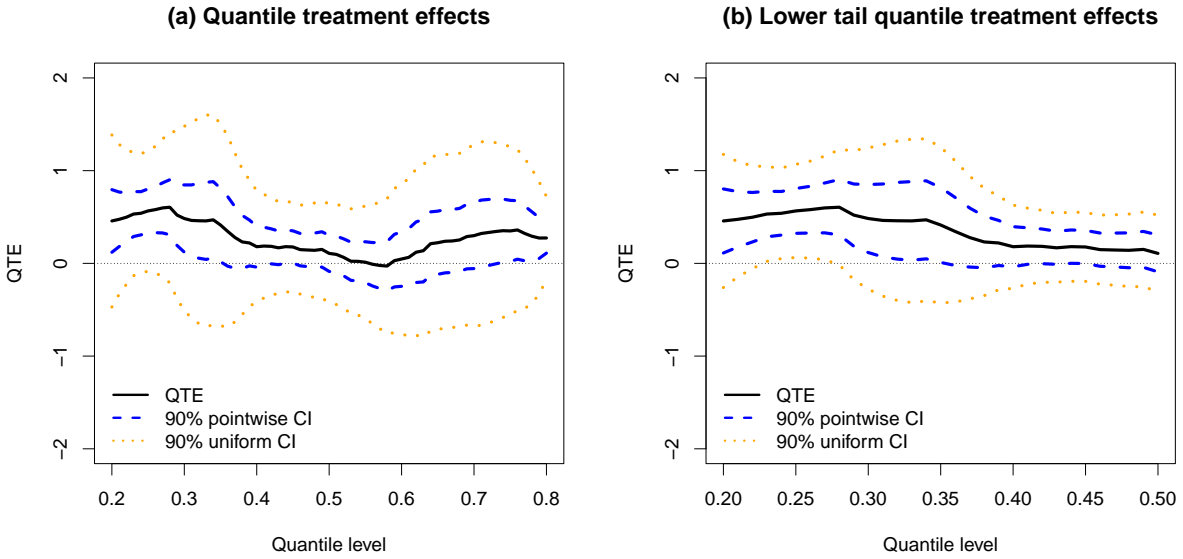 (a) Quantile treatment effects
QTE
2
1
0
−1
−2
QTE
90% pointwise CI
90% uniform CI
0.2 0.3 0.4 0.5 0.6 0.7 0.8
Quantile level
(b) Lower tail quantile treatment effects
QTE
2
1
0
−1
−2
QTE
90% pointwise CI
90% uniform CI
0.20 0.25 0.30 0.35 0.40 0.45 0.50
Quantile level